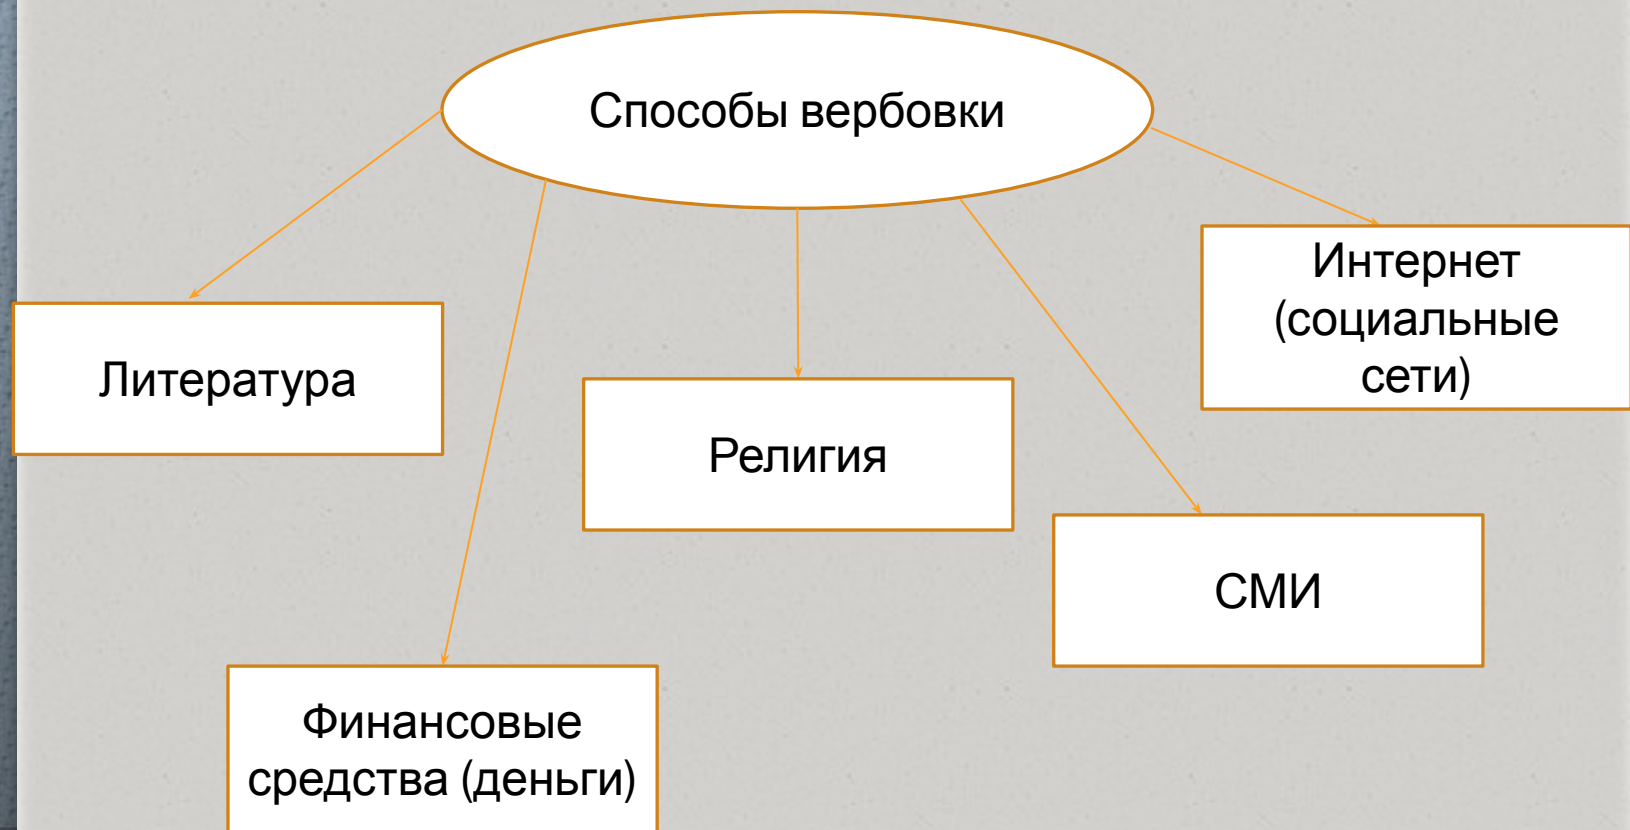 Способы вербовки
Интернет
(социальные
сети)
Литература
Религия
СМИ
Финансовые
средства (деньги)